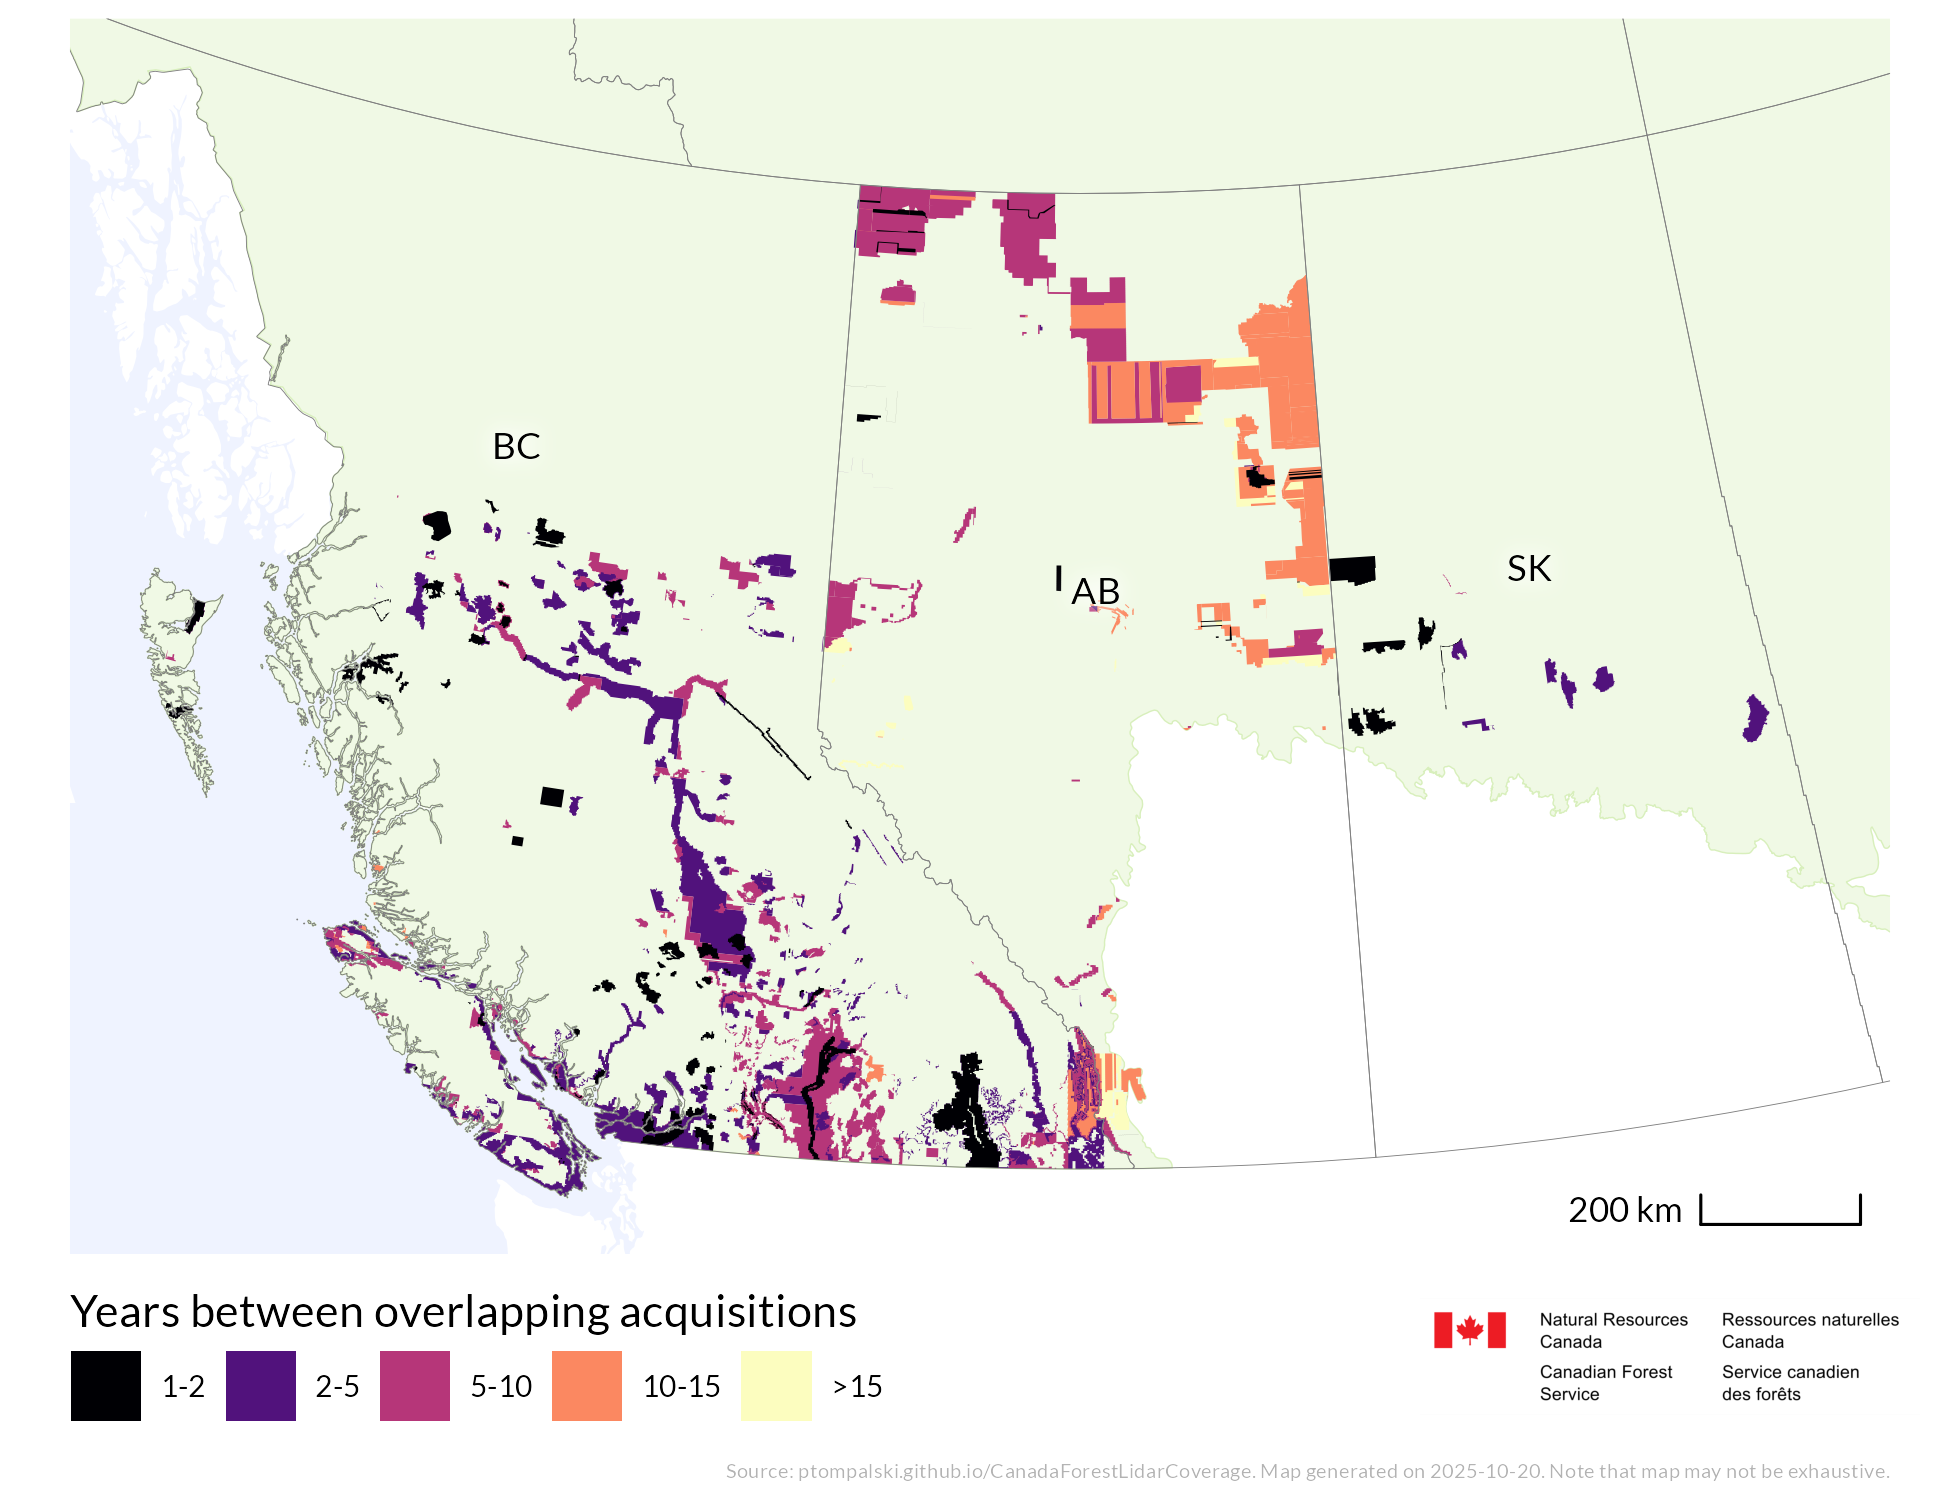 BC
AB
SK
200 km
Years between overlapping acquisitions
1-2
2-5
5-10
10-15
>15
Natural Resources
Canada
Ressources naturelles
Canada
Canadian Forest
Service
Service canadien
des forêts
Source: ptompalski.github.io/CanadaForestLidarCoverage. Map generated on 2025-10-20. Note that map may not be exhaustive.